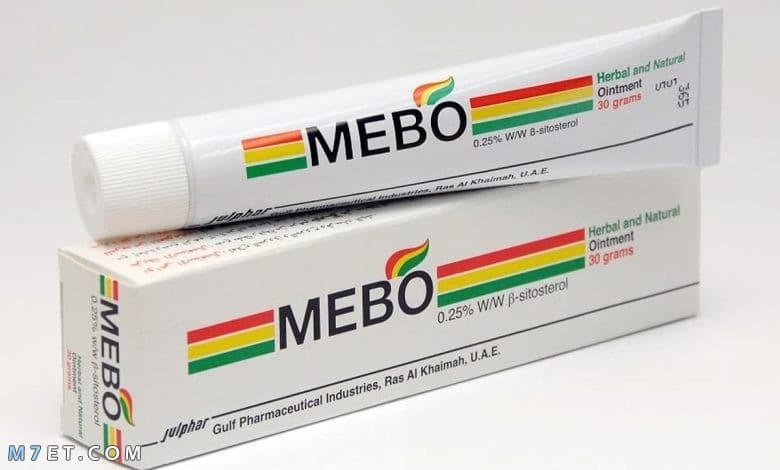 MEBO
0.25% W/W β-sitosterol
Herbal and Natural
Ointment
30 grams
julphar Gulf Pharmaceutical Industries, Ras Al Khaimah, U.A.E.
MEBO
0.25% W/W β-sitosterol
Herbal and Natural
Ointment
30 grams
julphar Gulf Pharmaceutical Industries, Ras Al Khaimah, U.A.E.
MEBO
0.25% w/w β-sitosterol
Herbal and Natural
Ointment
30 grams
M7ET.COM